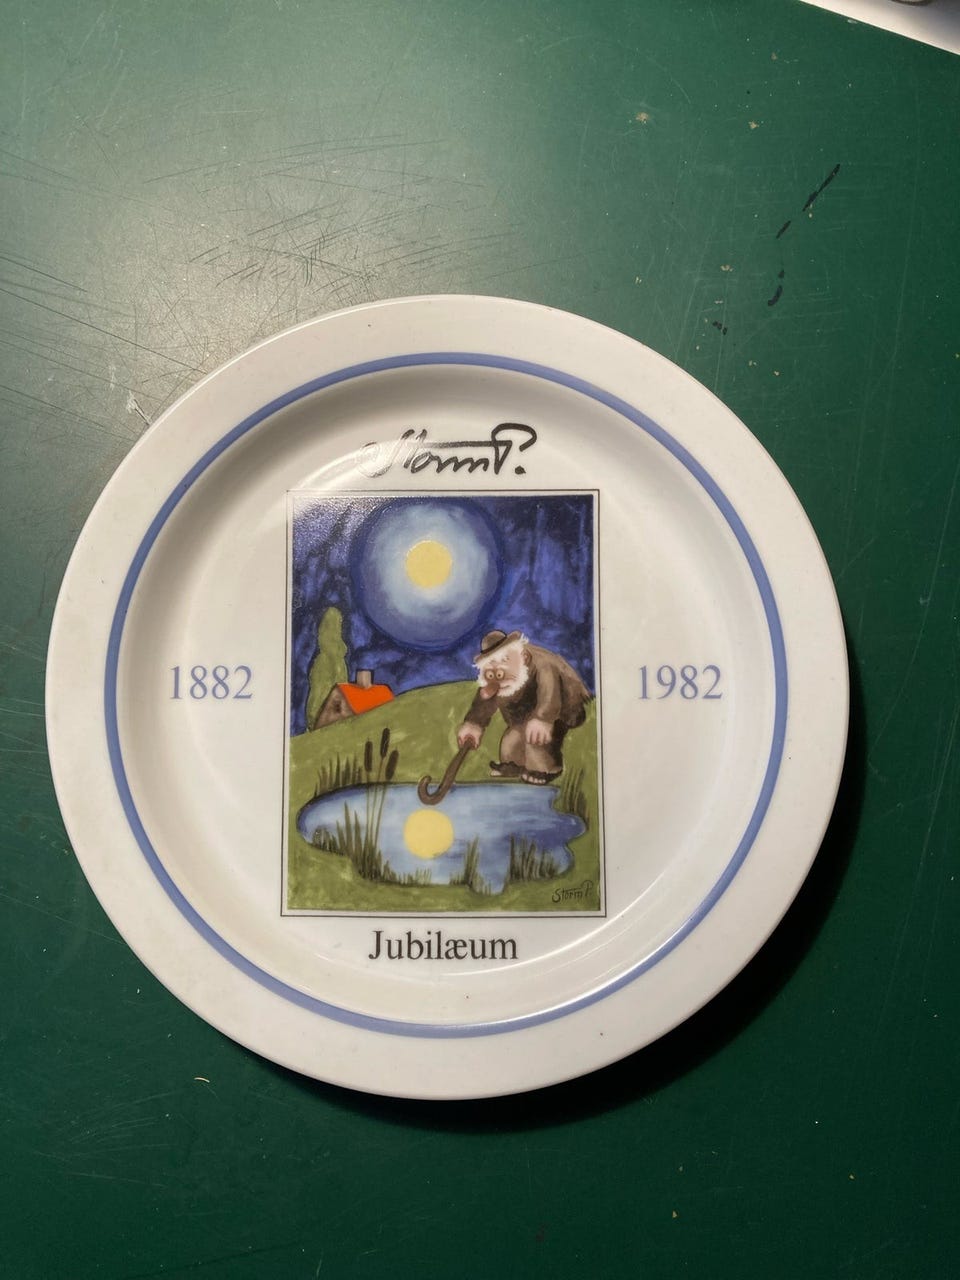 Storm P.
1882
1982
Storm P.
Jubilæum